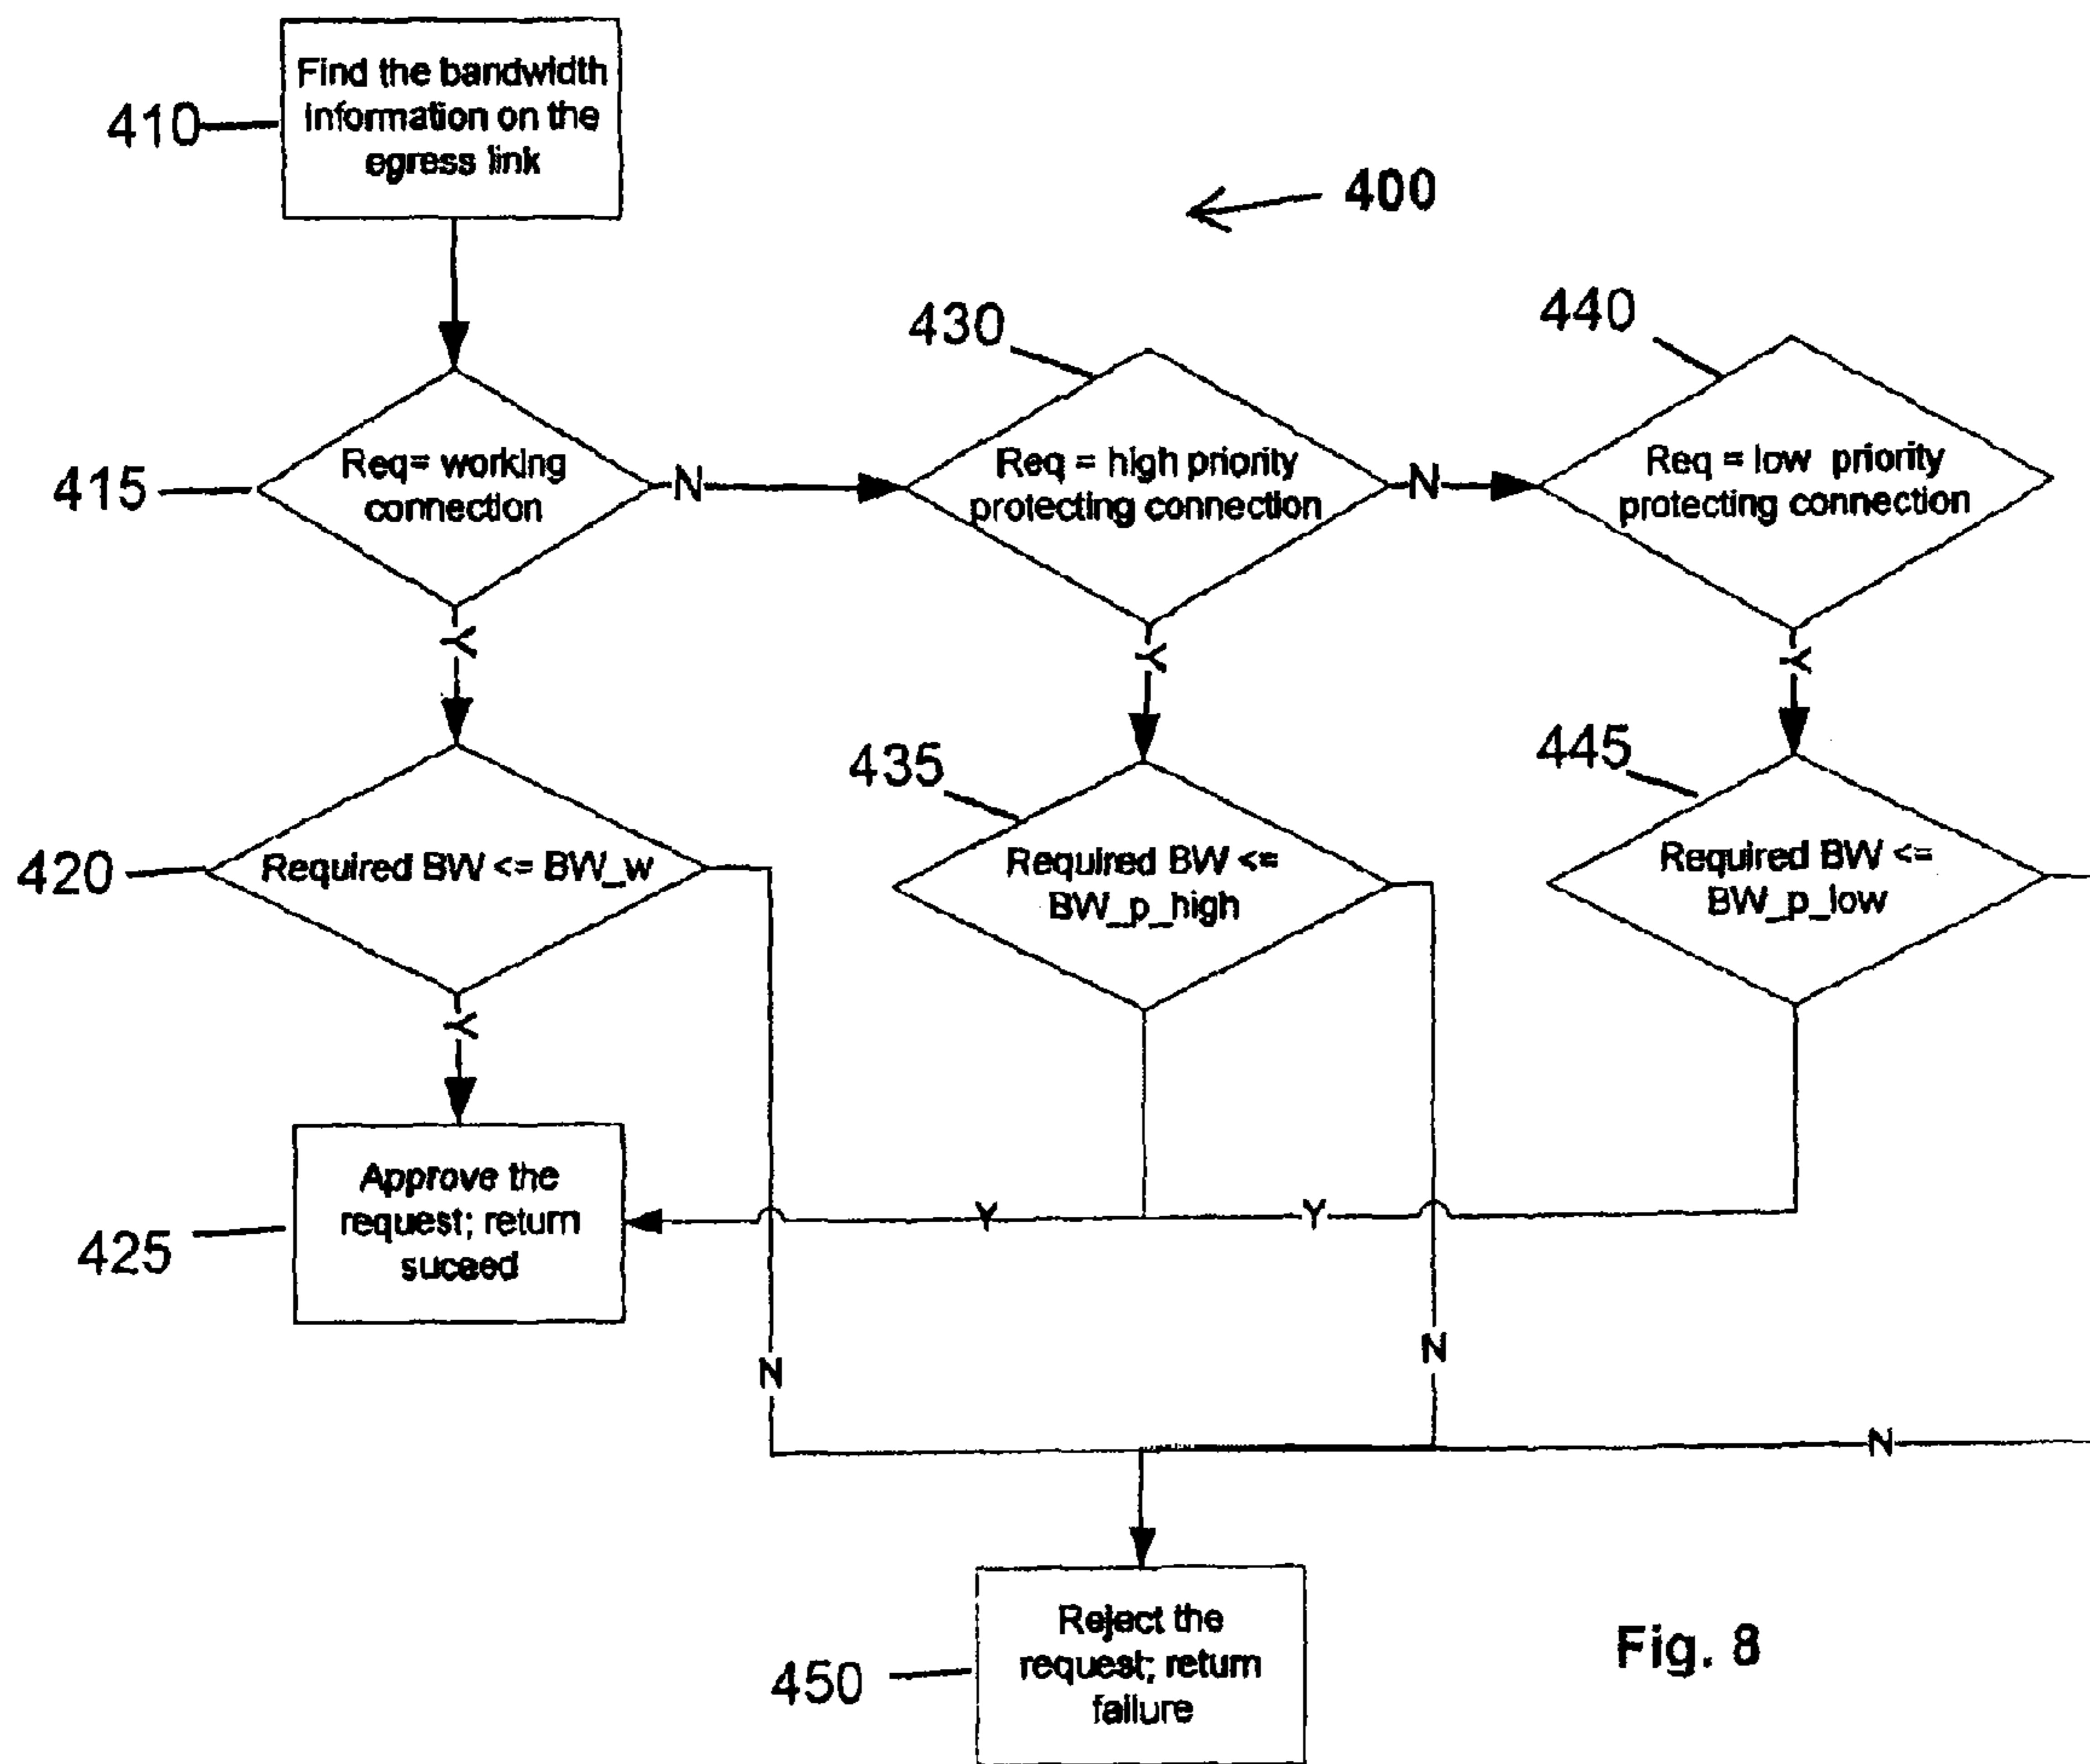 Find the bandwidth
information on the
egress link
410
400
430
440
415
Req= working
connection
N
Req = high priority
protecting connection
N
Req = low priority
protecting connection
Y
Y
Y
420
Required BW <= BW_w
435
Required BW <=
BW_p_high
445
Required BW <=
BW_p_low
Y
425
Approve the
request; return
suceed
Y
Y
N
N
N
450
Reject the
request; return
failure
Fig. 8